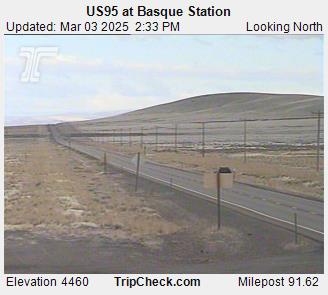 US95 at Basque Station
Updated: Mar 03 2025 2:33 PM Looking North
Elevation 4460 TripCheck.com Milepost 91.62